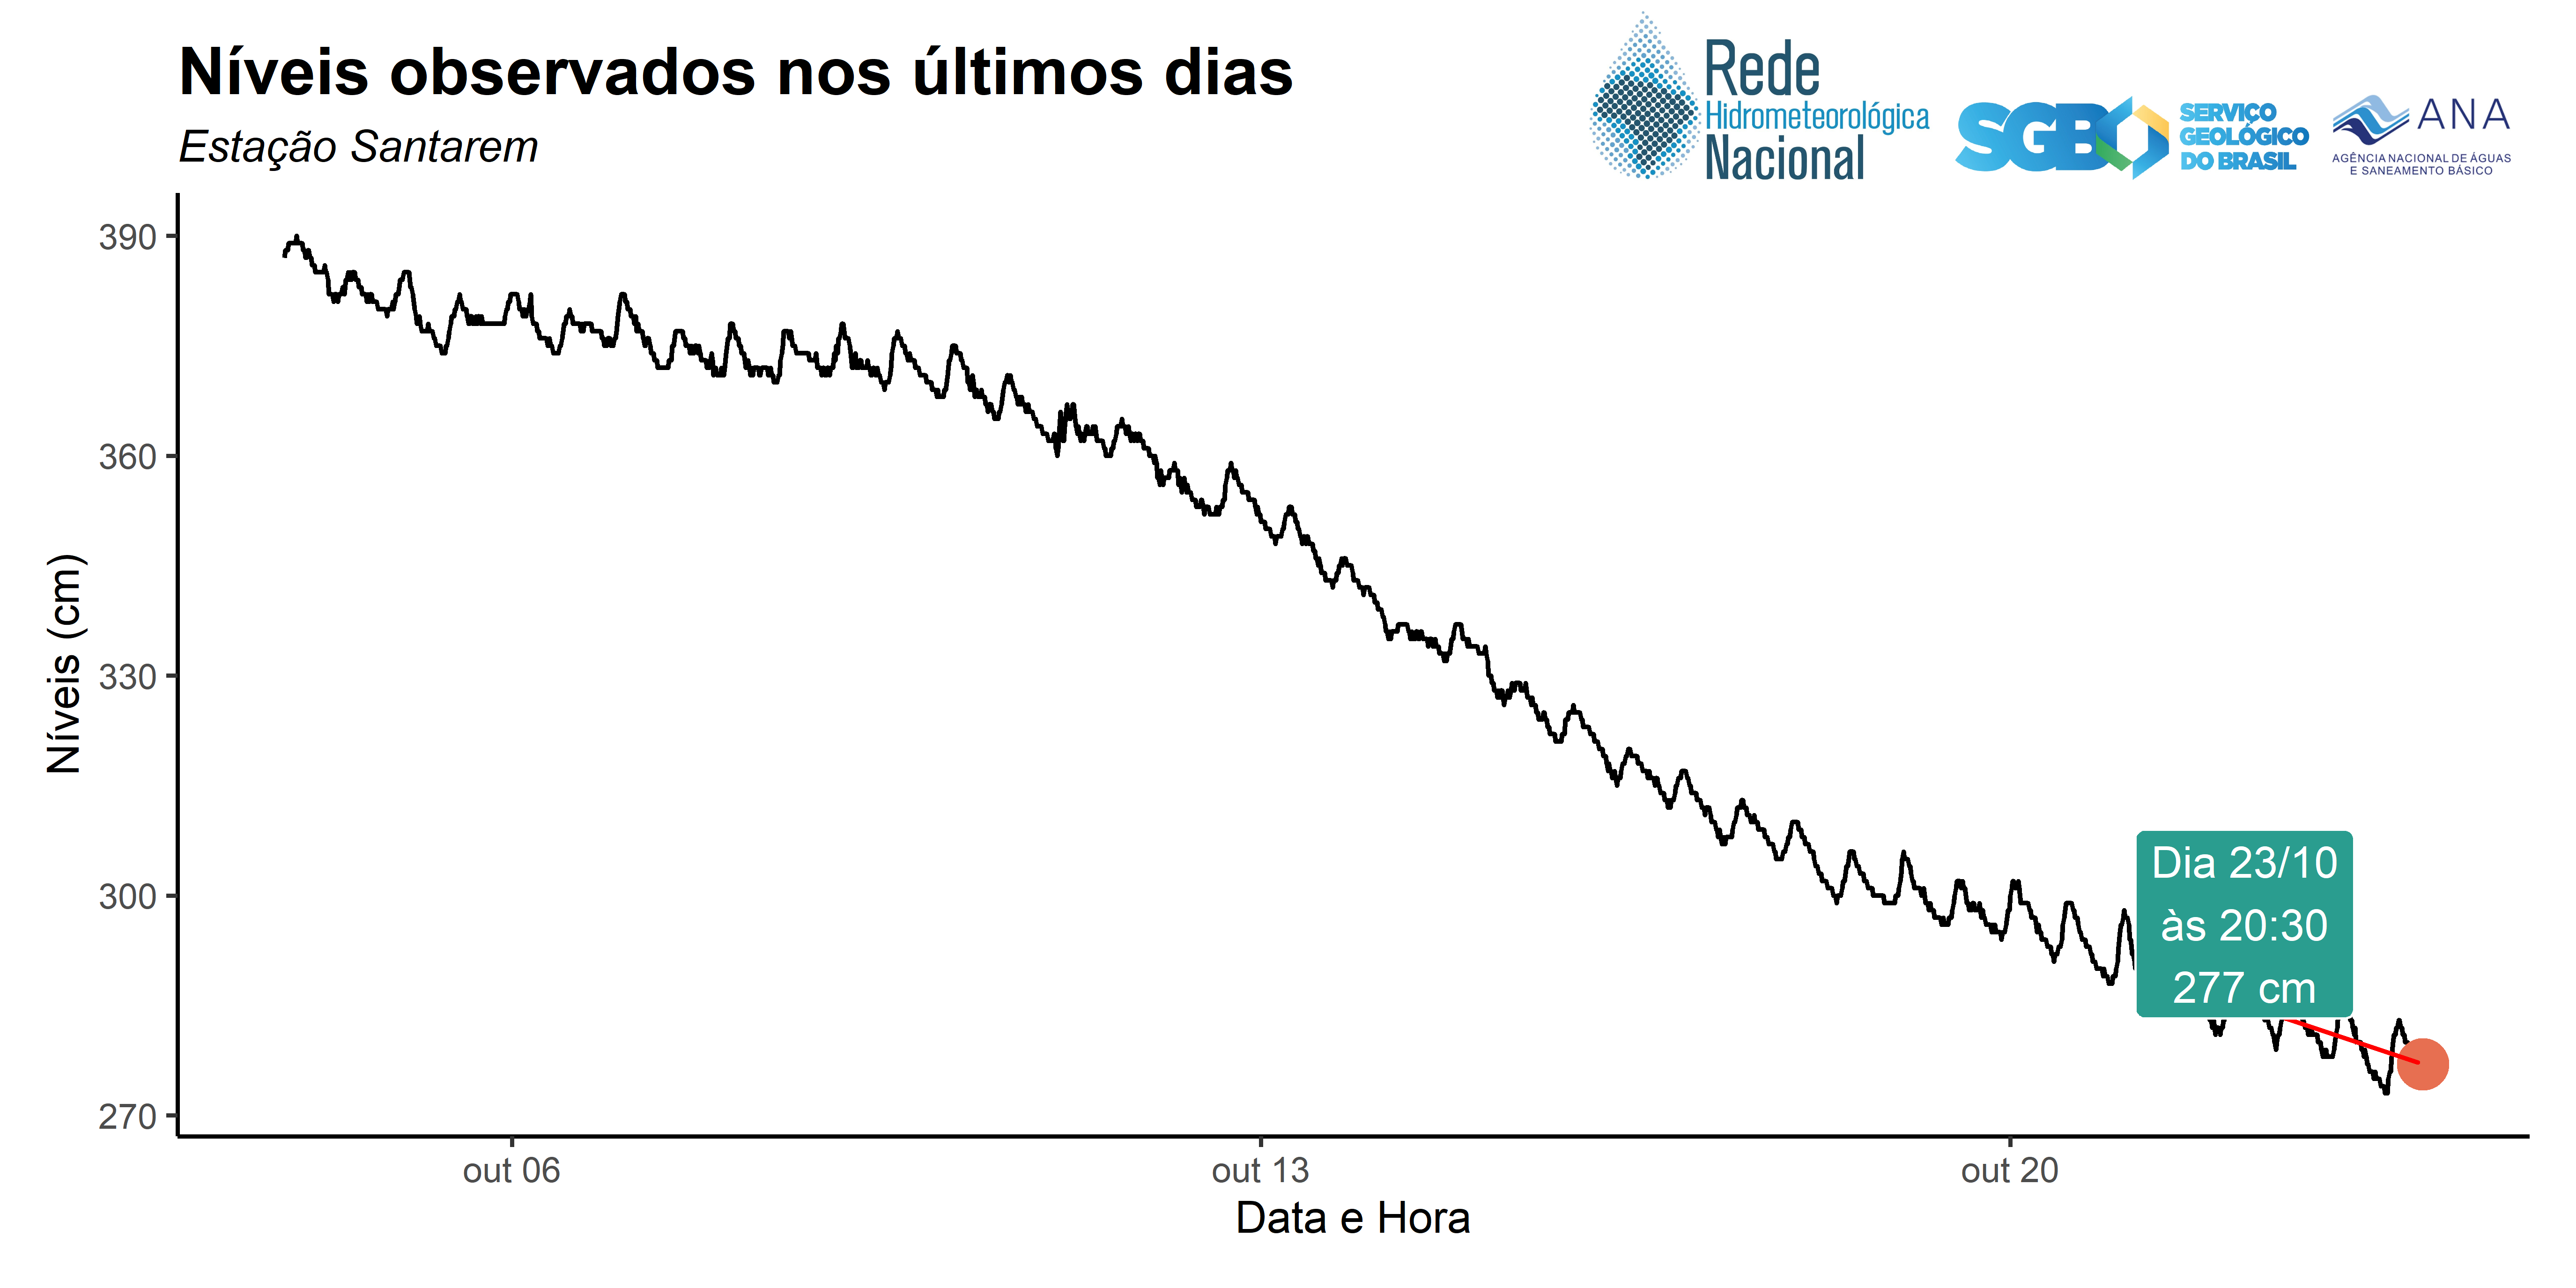 Níveis observados nos últimos dias
Estação Santarem
Rede
Hidrometeorológica
Nacional
SGB
SERVIÇO
GEOLÓGICO
DO BRASIL
ANA
AGÊNCIA NACIONAL DE ÁGUAS
E SANEAMENTO BÁSICO
Níveis (cm)
390
360
330
300
270
Dia 23/10
às 20:30
277 cm
out 06
out 13
out 20
Data e Hora